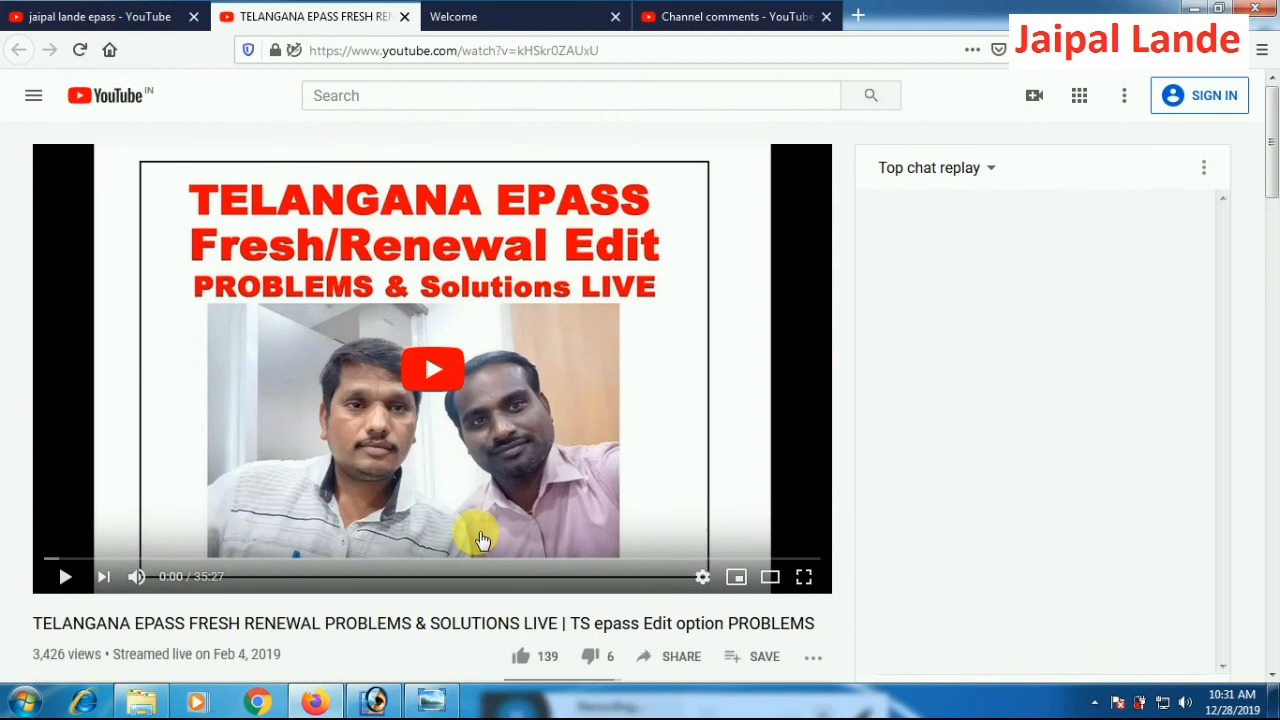 jaipal lande epass - YouTube
TELANGANA EPASS FRESH REN
Welcome
Channel comments - YouTube
https://www.youtube.com/watch?v=kHSkr0ZAUxU
Jaipal Lande
YouTube IN
Search
SIGN IN
TELANGANA EPASS
Fresh/Renewal Edit
PROBLEMS & Solutions LIVE
Top chat replay
0:00 / 35:27
TELANGANA EPASS FRESH RENEWAL PROBLEMS & SOLUTIONS LIVE | TS epass Edit option PROBLEMS
3,426 views • Streamed live on Feb 4, 2019
139
6
SHARE
SAVE
Recording...
10:31 AM
12/28/2019